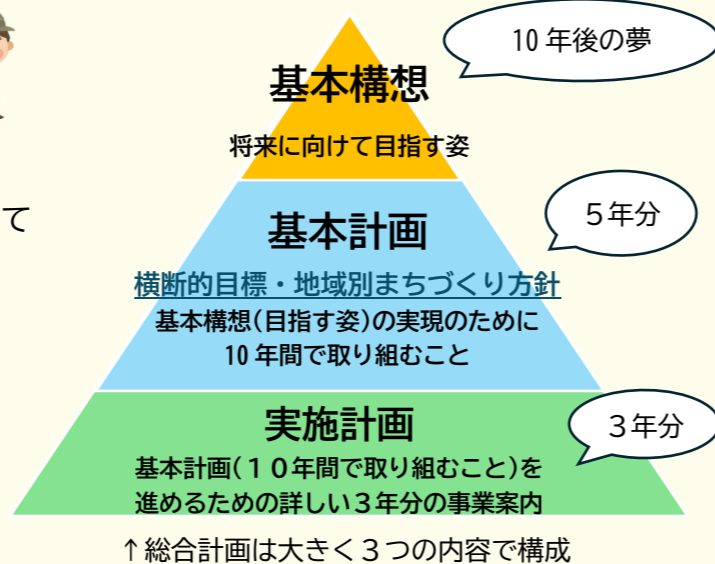 10年後の夢
基本構想
将来に向けて目指す姿
て
5年分
基本計画
横断的目標・地域別まちづくり方針
基本構想(目指す姿)の実現のために
10年間で取り組むこと
3年分
実施計画
基本計画(10年間で取り組むこと)を
進めるための詳しい3年分の事業案内
↑総合計画は大きく3つの内容で構成